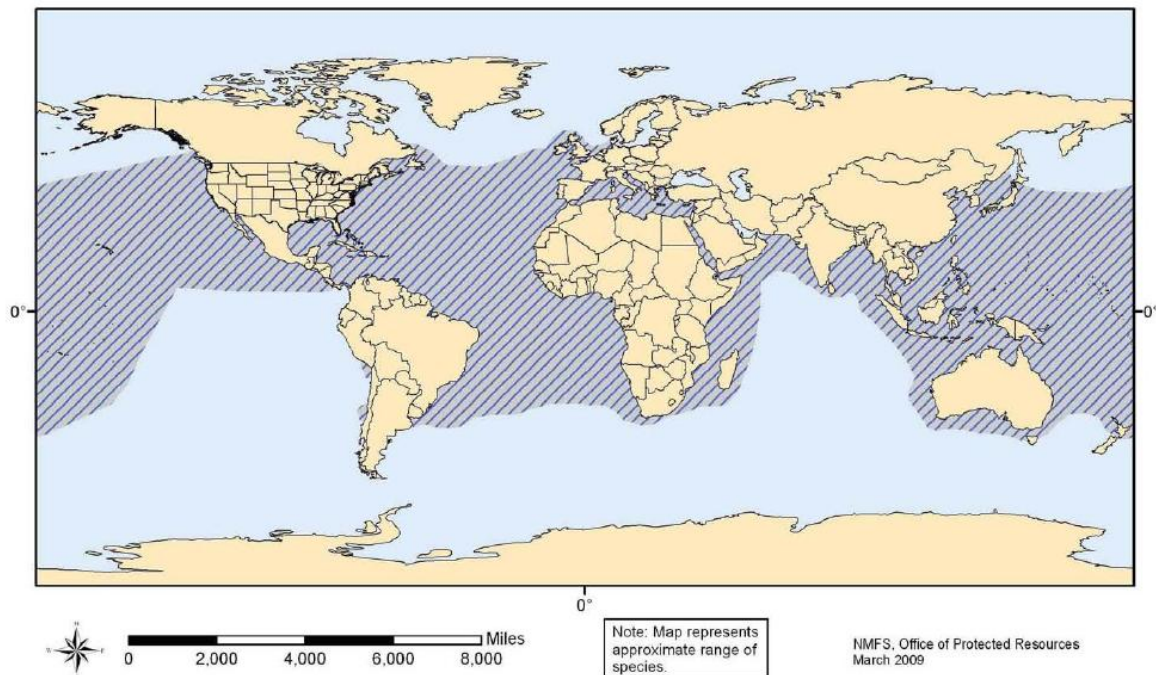 0°
0°
0°
Miles
0 2,000 4,000 6,000 8,000
Note: Map represents
approximate range of
species.
NMFS, Office of Protected Resources
March 2009